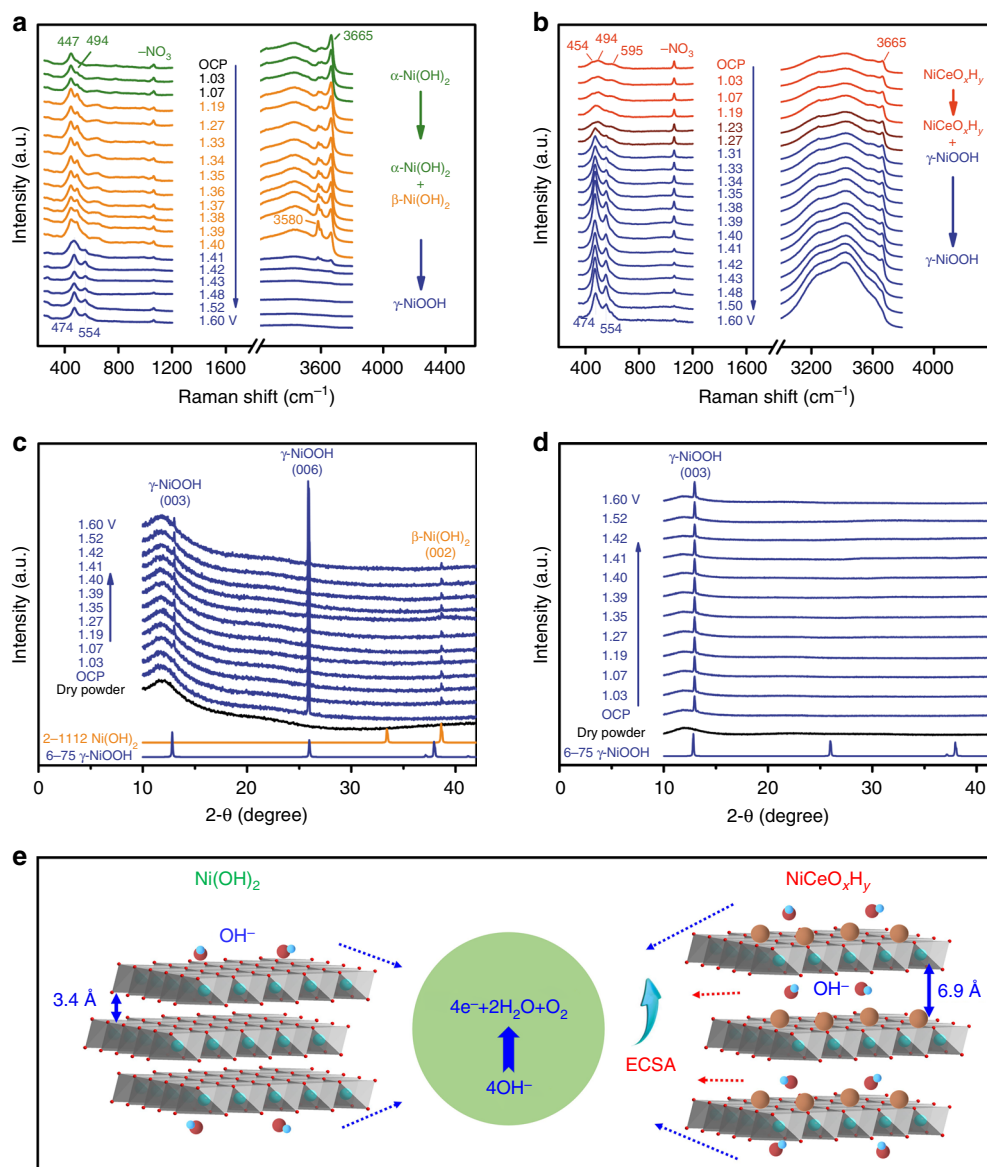 a
447
494
–NO3
3665
OCP
1.03
1.07
1.19
1.27
1.33
1.34
1.35
1.36
1.37
1.38
1.39
1.40
1.41
1.42
1.43
1.48
1.52
1.60 V
α-Ni(OH)2
α-Ni(OH)2
+
β-Ni(OH)2
γ-NiOOH
3580
474
554
Intensity (a.u.)
400 1200 1600 3600 4000 4400
800
Raman shift (cm–1)
b
454
494
595
–NO3
3665
OCP
1.03
1.07
1.19
1.23
1.27
1.31
1.33
1.34
1.35
1.38
1.39
1.40
1.41
1.42
1.43
1.48
1.50
1.60 V
NiCeOxHy
NiCeOxHy
+
γ-NiOOH
γ-NiOOH
474
554
Intensity (a.u.)
400 800 1200 1600 3200 3600 4000
Raman shift (cm–1)
c
γ-NiOOH
(003)
γ-NiOOH
(006)
β-Ni(OH)2
(002)
1.60 V
1.52
1.42
1.41
1.40
1.39
1.35
1.27
1.19
1.07
1.03
OCP
Dry powder
2–1112 Ni(OH)2
6–75 γ-NiOOH
Intensity (a.u.)
0 10 20 30 40
2-θ (degree)
d
γ-NiOOH
(003)
1.60 V
1.52
1.42
1.41
1.40
1.39
1.35
1.27
1.19
1.07
1.03
OCP
Dry powder
6–75 γ-NiOOH
Intensity (a.u.)
0 10 20 30 40
2-θ (degree)
e
Ni(OH)2
OH–
3.4 Å
4e–+2H2O+O2
4OH–
NiCeOxHy
OH–
6.9 Å
ECSA